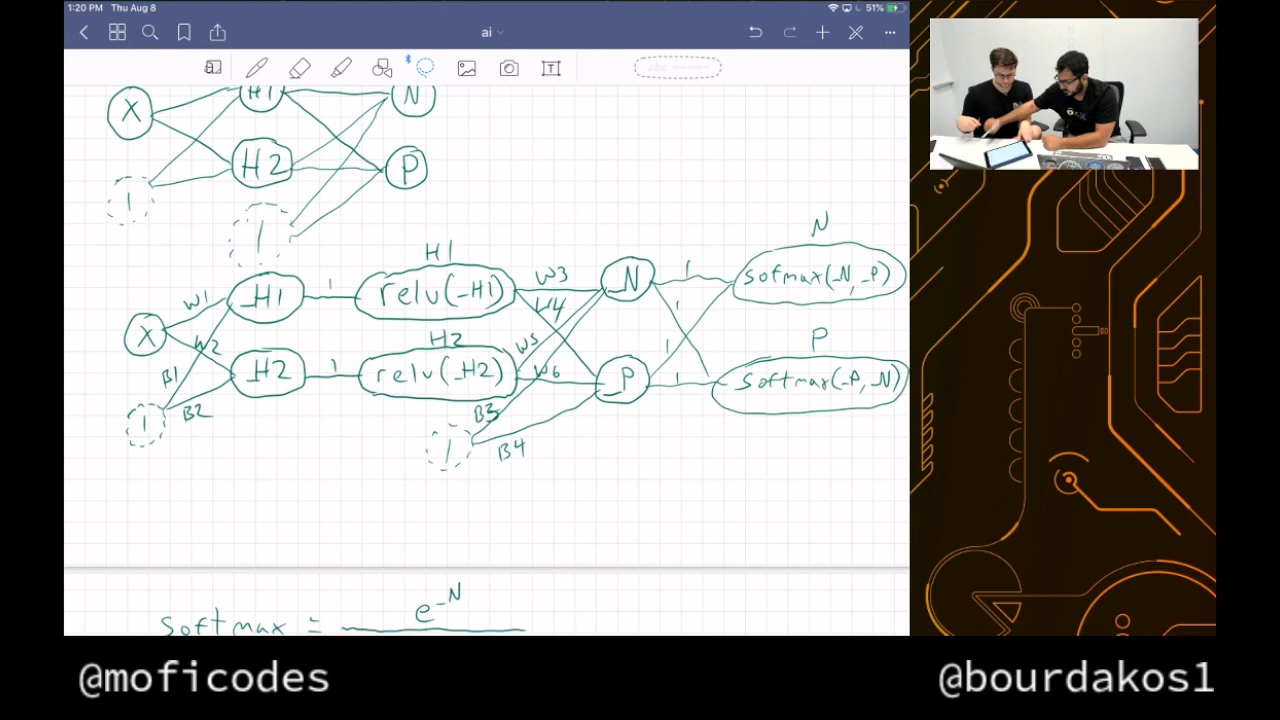 1:20 PM Thu Aug 8
51%
ai
abc
X
H1
N
H2
P
1
1
H1
N
W3
relu(_H1)
_N
1
sofmax(_N,_P)
W1
_H1
1
W4
1
X
W2
H2
W5
1
P
B1
_H2
1
relu(_H2)
W6
_P
1
softmax(_P,_N)
1
B2
B3
1
B4
softmax = e^-N
@moficodes
@bourdakos1